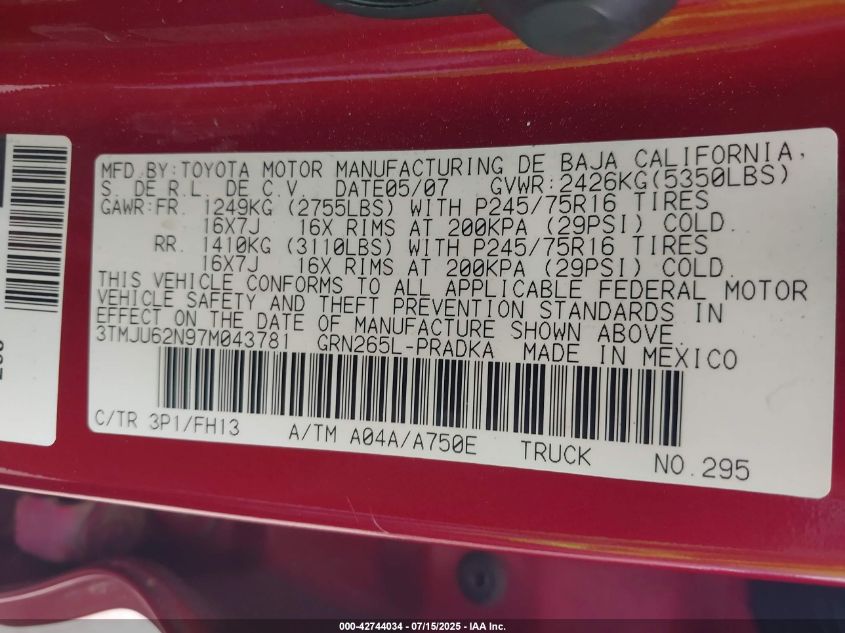 MFD.BY:TOYOTA MOTOR MANUFACTURING DE BAJA CALIFORNIA,
S. DE R.L. DE C.V. DATE05/07 GVWR:2426KG(5350LBS)
GAWR:FR. 1249KG (2755LBS) WITH P245/75R16 TIRES
16X7J 16X RIMS AT 200KPA (29PSI) COLD.
RR. 1410KG (3110LBS) WITH P245/75R16 TIRES
16X7J 16X RIMS AT 200KPA (29PSI) COLD.
THIS VEHICLE CONFORMS TO ALL APPLICABLE FEDERAL MOTOR
VEHICLE SAFETY AND THEFT PREVENTION STANDARDS IN
EFFECT ON THE DATE OF MANUFACTURE SHOWN ABOVE.
3TMJU62N97M043781 GRN265L-PRADKA MADE IN MEXICO
C/TR 3P1/FH13 A/TM A04A/A750E TRUCK NO.295
000-42744034 - 07/15/2025 - IAA Inc.